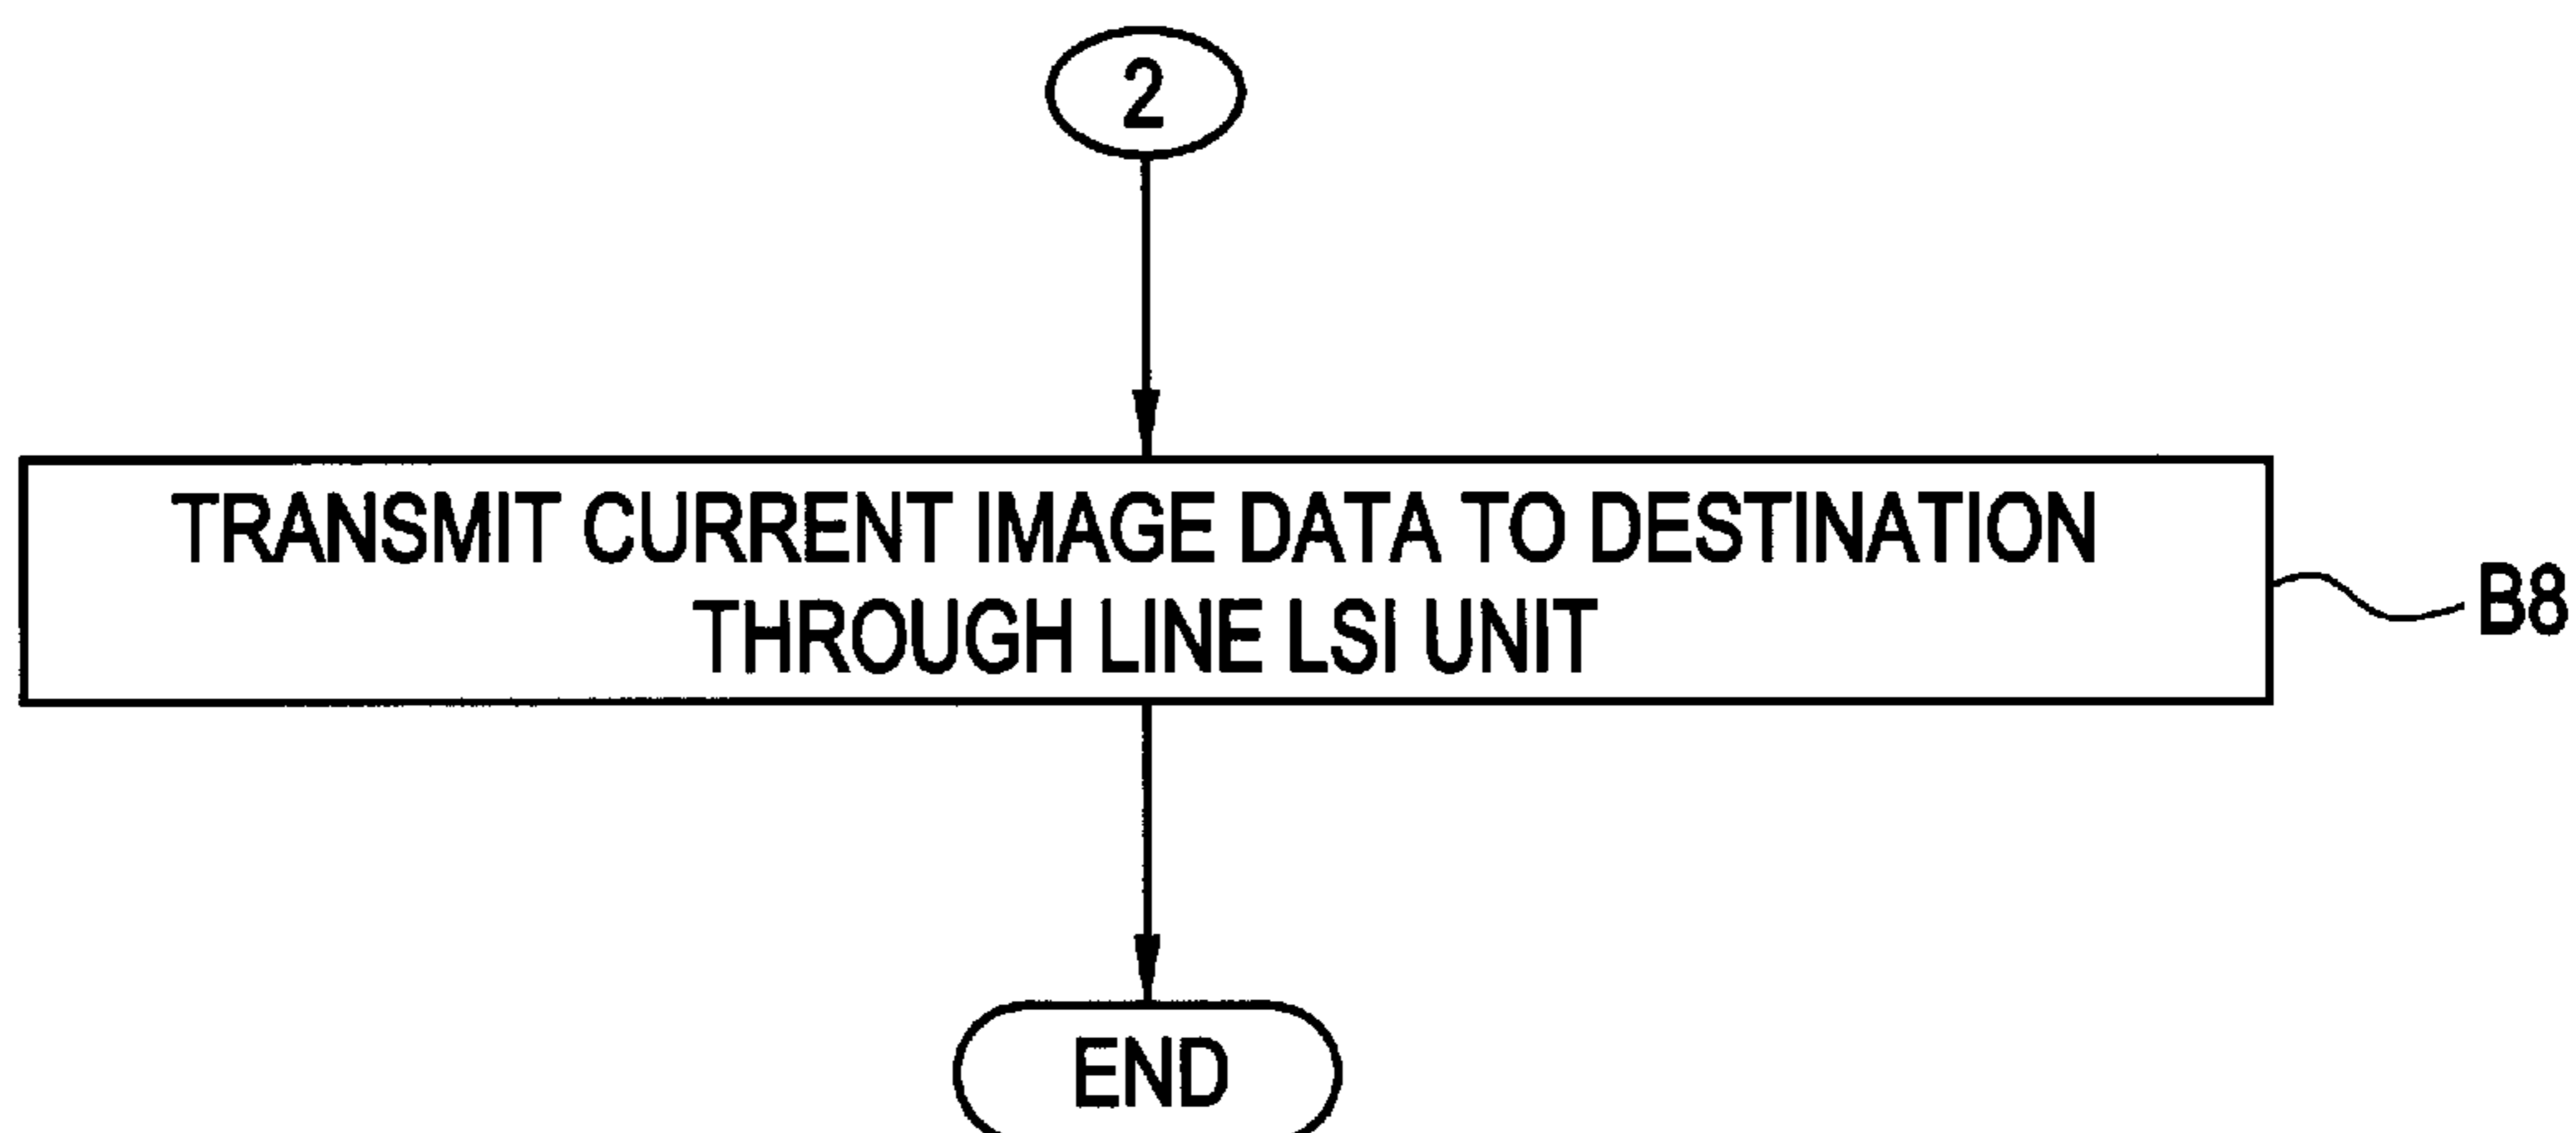 2
TRANSMIT CURRENT IMAGE DATA TO DESTINATION
THROUGH LINE LSI UNIT
B8
END